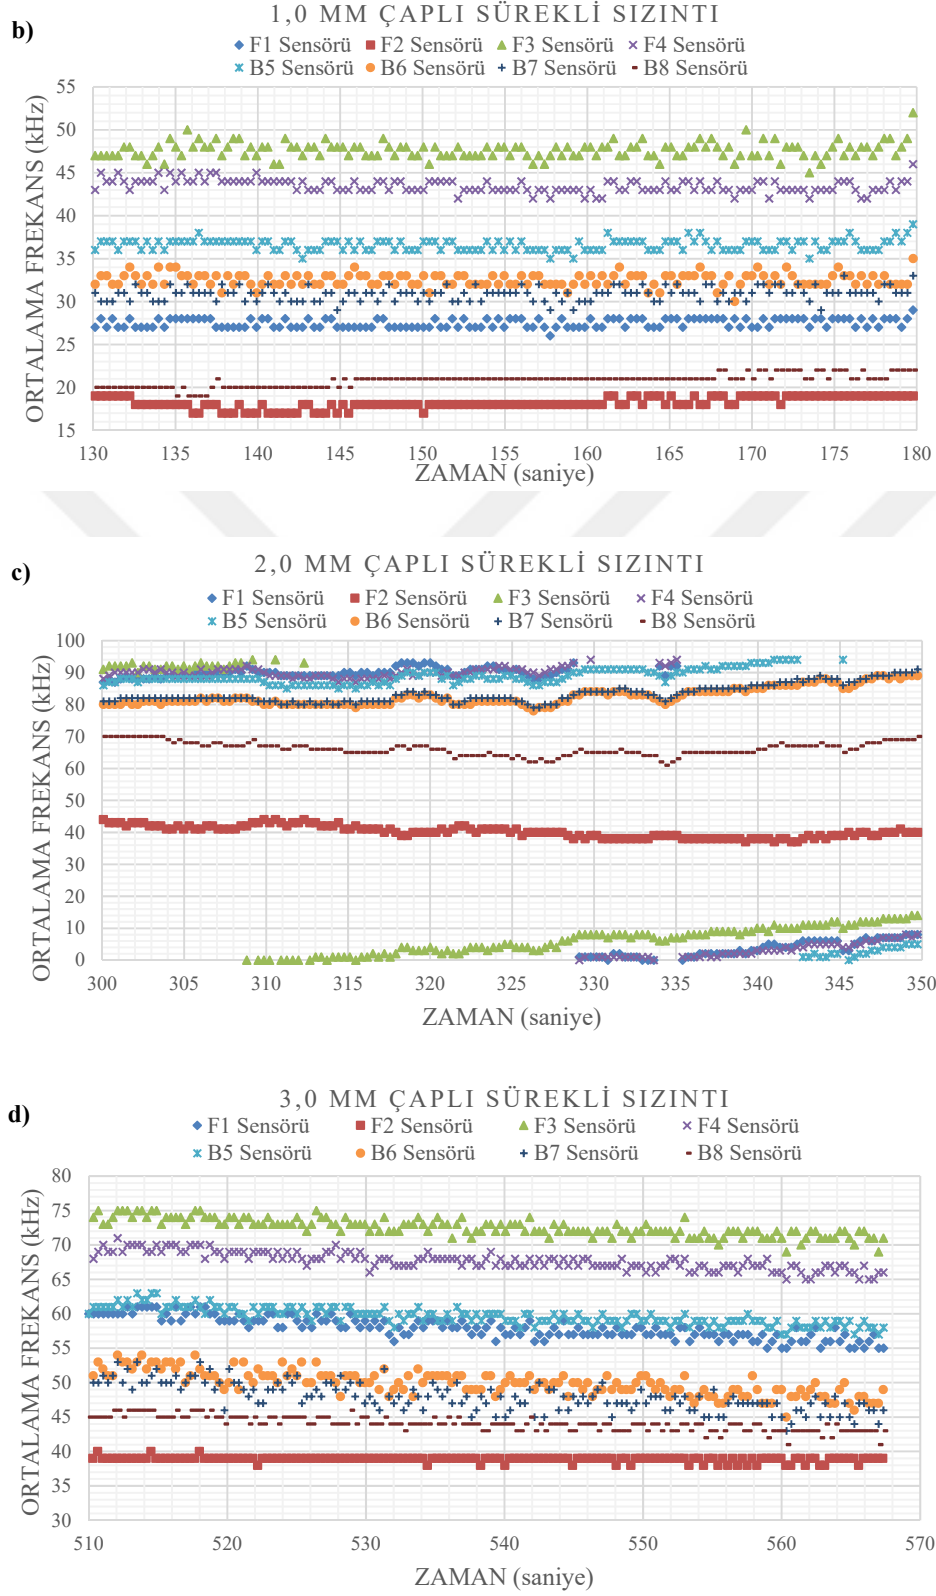 b)
1,0 MM ÇAPLI SÜREKLİ SIZINTI
F1 Sensörü F2 Sensörü F3 Sensörü F4 Sensörü
B5 Sensörü B6 Sensörü B7 Sensörü B8 Sensörü
ORTALAMA FREKANS (kHz)
55
50
45
40
35
30
25
20
15
130 135 140 145 150 155 160 165 170 175 180
ZAMAN (saniye)
c)
2,0 MM ÇAPLI SÜREKLİ SIZINTI
F1 Sensörü F2 Sensörü F3 Sensörü F4 Sensörü
B5 Sensörü B6 Sensörü B7 Sensörü B8 Sensörü
ORTALAMA FREKANS (kHz)
100
90
80
70
60
50
40
30
20
10
0
300 305 310 315 320 325 330 335 340 345 350
ZAMAN (saniye)
d)
3,0 MM ÇAPLI SÜREKLİ SIZINTI
F1 Sensörü F2 Sensörü F3 Sensörü F4 Sensörü
B5 Sensörü B6 Sensörü B7 Sensörü B8 Sensörü
ORTALAMA FREKANS (kHz)
80
75
70
65
60
55
50
45
40
35
30
510 520 530 540 550 560 570
ZAMAN (saniye)